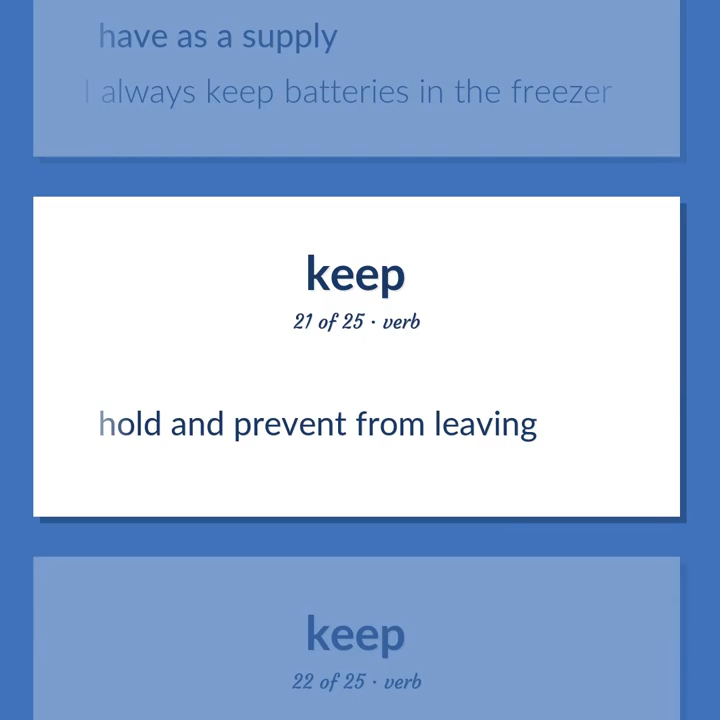 have as a supply
I always keep batteries in the freezer
keep
21 of 25 · verb
hold and prevent from leaving
keep
22 of 25 · verb